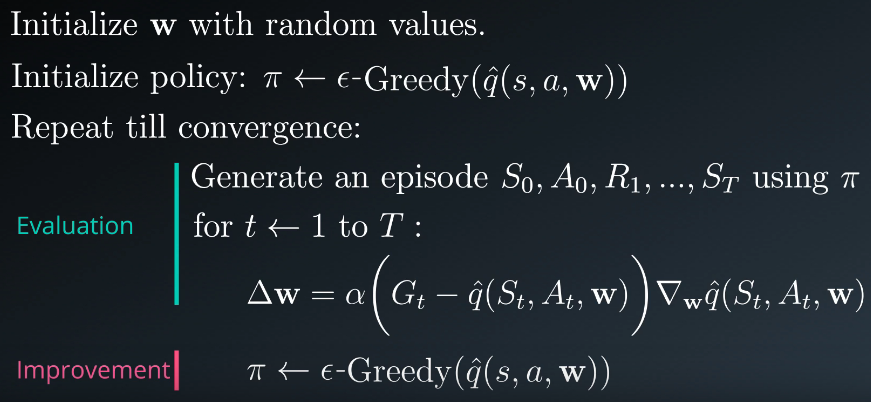 Initialize w with random values.
Initialize policy: π ← ϵ-Greedy(q̂(s, a, w))
Repeat till convergence:
Generate an episode S₀, A₀, R₁, ..., S_T using π
Evaluation
for t ← 1 to T :
Δw = α(G_t − q̂(S_t, A_t, w))∇_w q̂(S_t, A_t, w)
Improvement
π ← ϵ-Greedy(q̂(s, a, w))